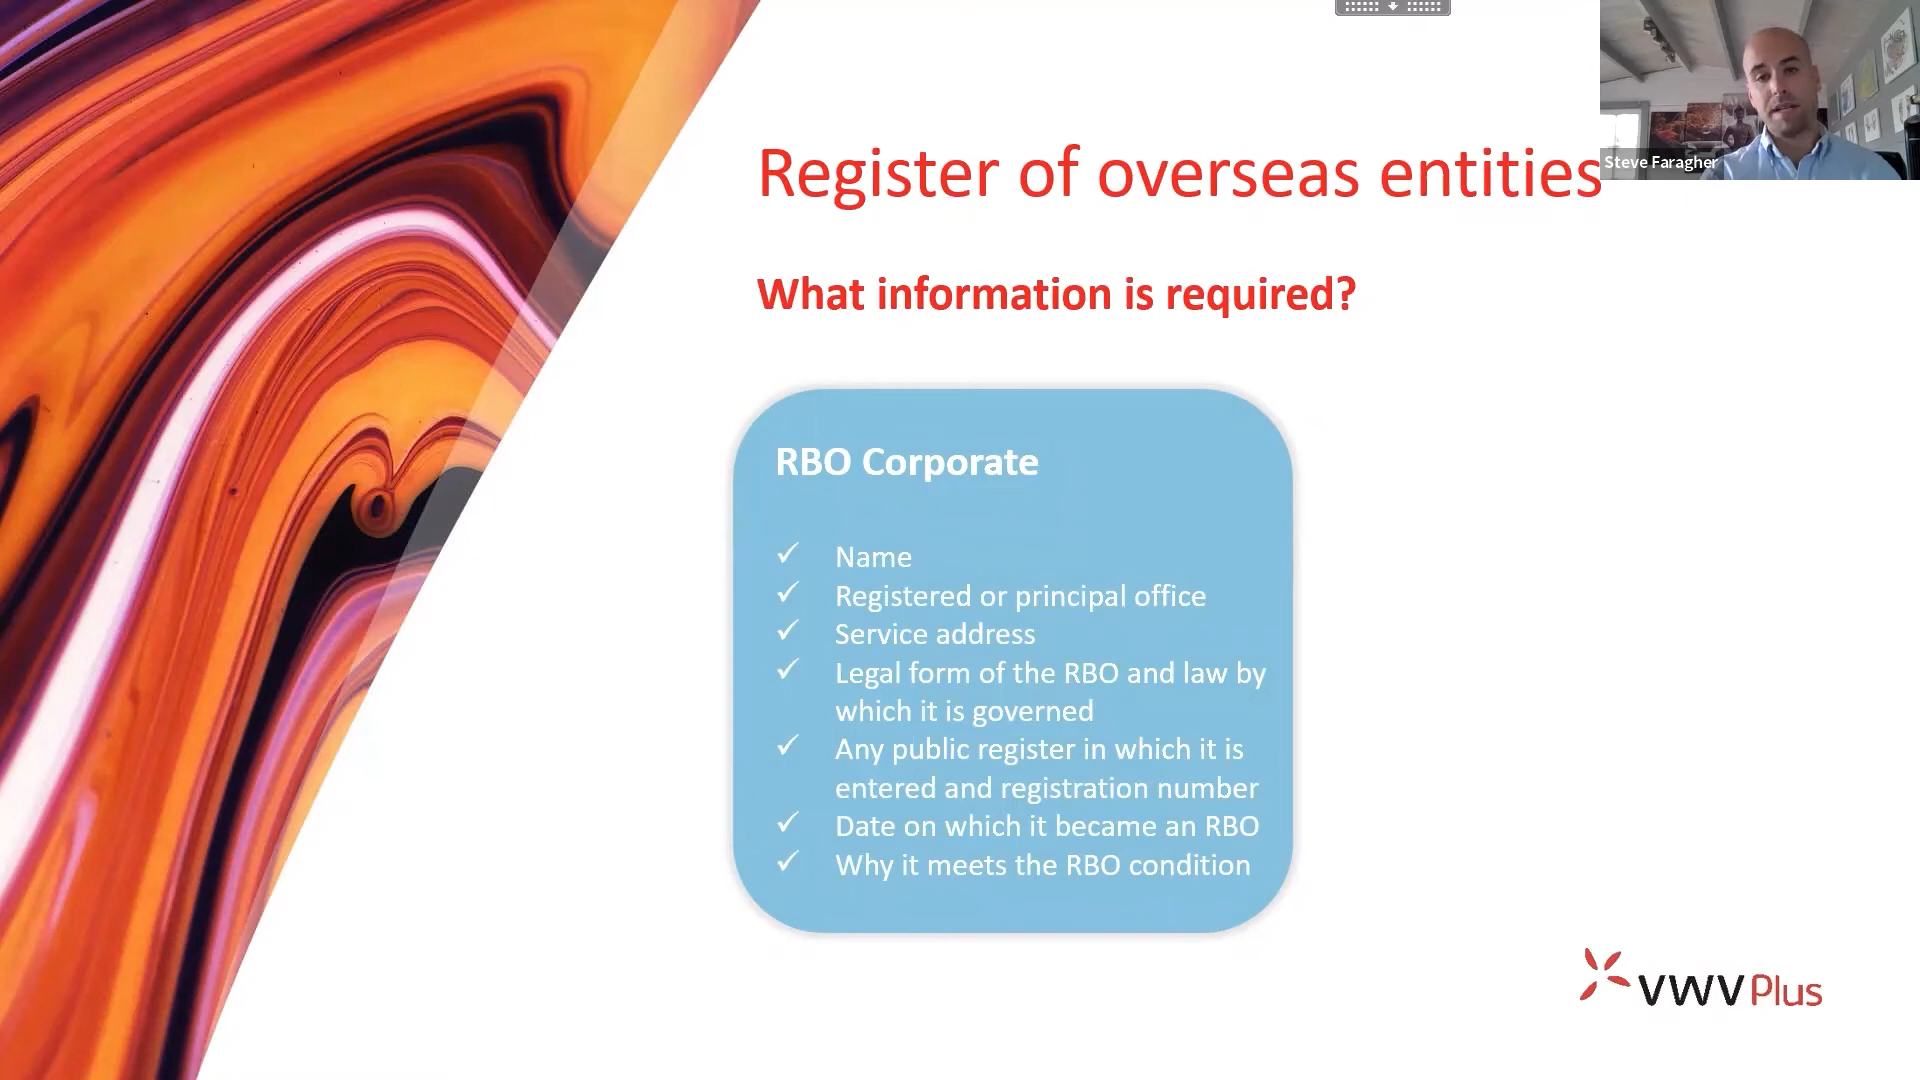 Steve Faragher
Register of overseas entities
What information is required?
RBO Corporate
✓ Name
✓ Registered or principal office
✓ Service address
✓ Legal form of the RBO and law by
which it is governed
✓ Any public register in which it is
entered and registration number
✓ Date on which it became an RBO
✓ Why it meets the RBO condition
VWV Plus